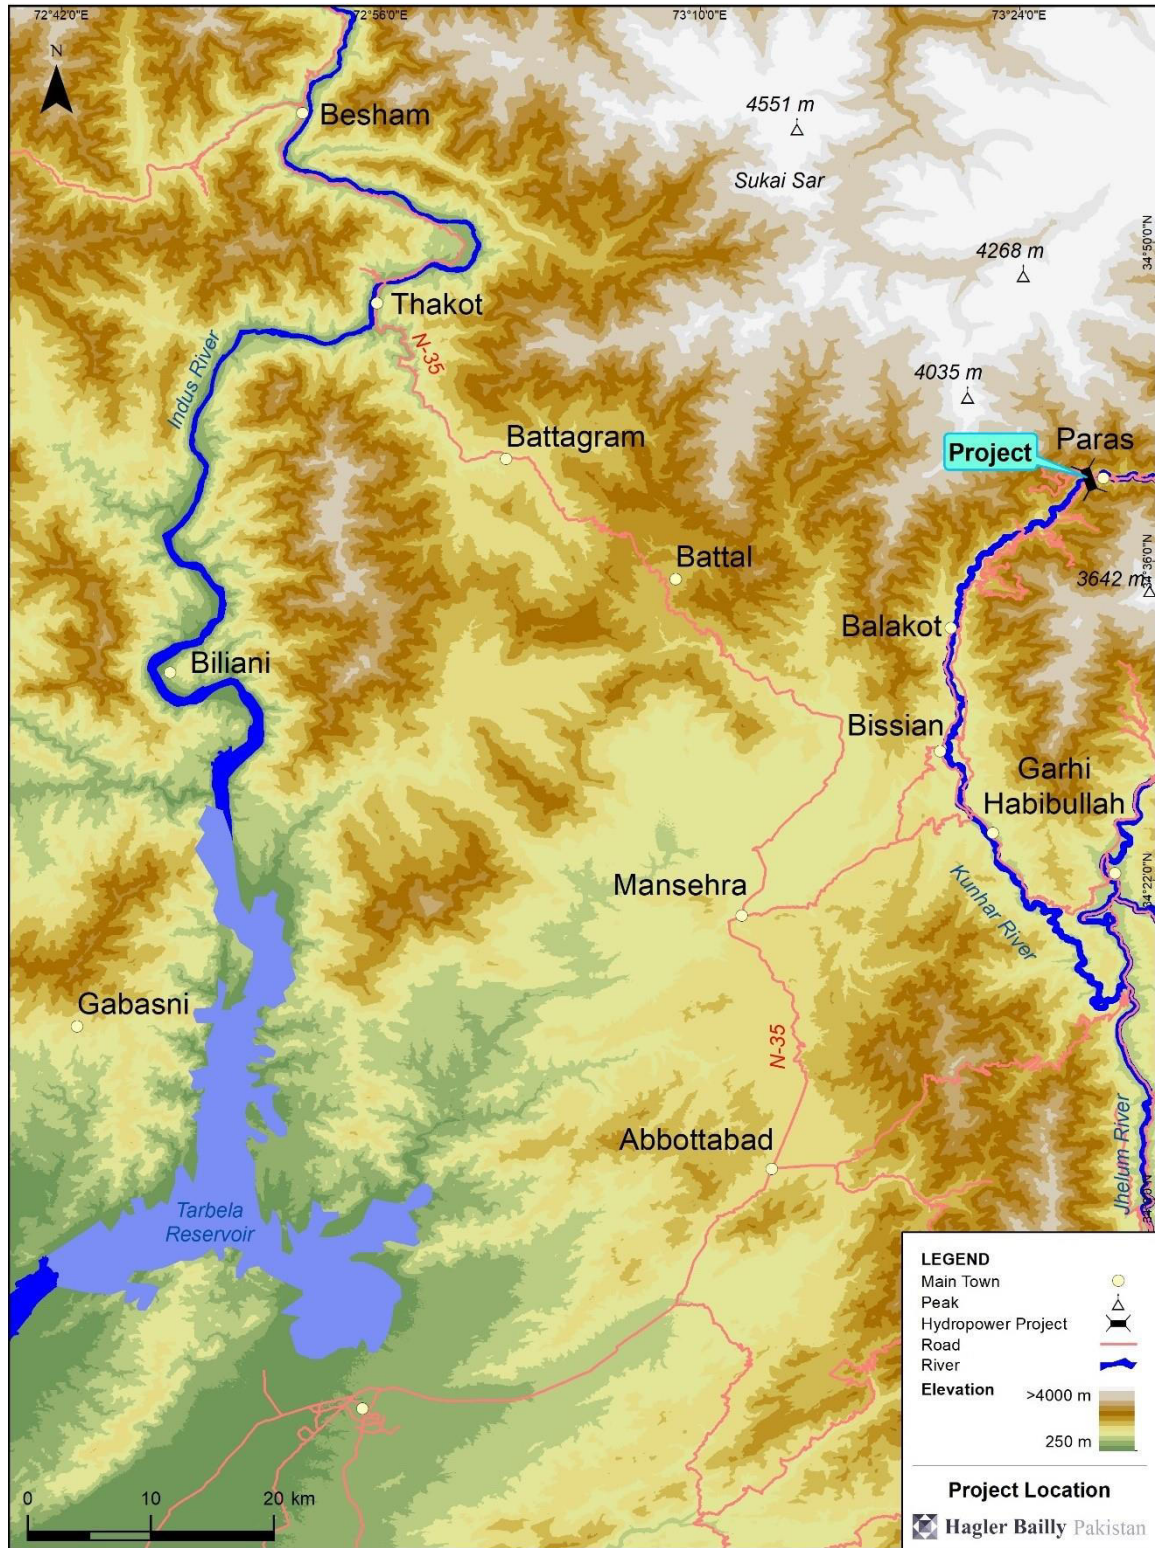 72°42'0"E
72°56'0"E
73°10'0"E
73°24'0"E
N
Besham
4551 m
Sukai Sar
34°50'0"N
4268 m
Thakot
N-35
Indus River
4035 m
Battagram
Paras
Project
34°36'0"N
Battal
3642 m
Balakot
Biliani
Bissian
Garhi
Habibullah
34°22'0"N
Mansehra
Kunhar River
Gabasni
N-35
Abbottabad
Jhelum River
Tarbela
Reservoir
LEGEND
Main Town
Peak
Hydropower Project
Road
River
Elevation
>4000 m
250 m
0 10 20 km
Project Location
Hagler Bailly Pakistan